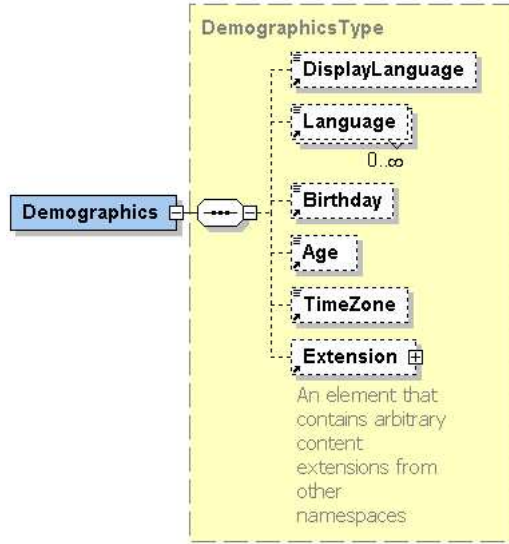 DemographicsType
DisplayLanguage
Language
0..∞
Demographics
Birthday
Age
TimeZone
Extension
An element that
contains arbitrary
content
extensions from
other
namespaces